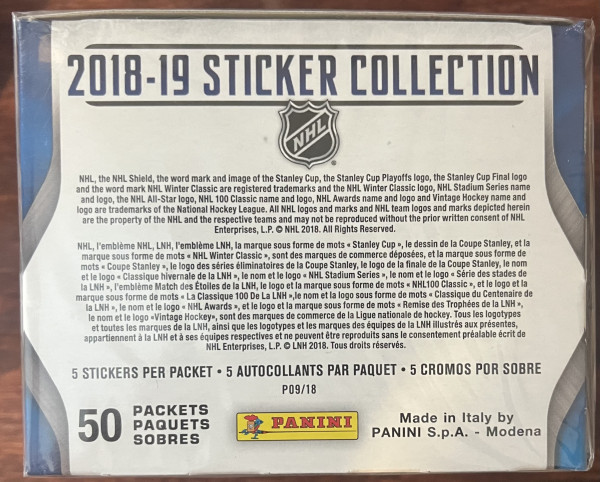 2018-19 STICKER COLLECTION
NHL
NHL, the NHL Shield, the word mark and image of the Stanley Cup, the Stanley Cup Playoffs logo, the Stanley Cup Final logo
and the word mark NHL Winter Classic are registered trademarks and the NHL Winter Classic logo, NHL Stadium Series name
and logo, the NHL All-Star logo, NHL 100 Classic name and logo, NHL Awards name and logo and Vintage Hockey name and
logo are trademarks of the National Hockey League. All NHL logos and marks and NHL team logos and marks depicted herein
are the property of the NHL and the respective teams and may not be reproduced without the prior written consent of NHL
Enterprises, L.P. © NHL 2018. All Rights Reserved.
NHL, l'emblème NHL, LNH, l'emblème LNH, la marque sous forme de mots « Stanley Cup », le dessin de la Coupe Stanley, et la
marque sous forme de mots « NHL Winter Classic », sont des marques de commerce déposées, et la marque sous forme de
mots « Coupe Stanley », le logo des séries éliminatoires de la Coupe Stanley, le logo de la finale de la Coupe Stanley, le nom
et le logo « Classique hivernale de la LNH », le nom et le logo « NHL Stadium Series », le nom et le logo « Série des stades de
la LNH », l'emblème Match des Étoiles de la LNH, le logo et la marque sous forme de mots « NHL100 Classic », et le logo et la
marque sous forme de mots « La Classique 100 De La LNH »,le nom et la logo sous forme de mots « Classique du Centenaire de
la LNH », le nom et le logo « NHL Awards », et le logo et la marque sous forme de mots « Remise des Trophées de la LNH »,
le nom et le logo «Vintage Hockey», sont des marques de commerce de la Ligue nationale de hockey. Tous les logotypes
et toutes les marques de la LNH, ainsi que les logotypes et les marques des équipes de la LNH illustrés aux présentes,
appartiennent à la LNH et à ses équipes respectives et ne peuvent être reproduits sans le consentement préalable écrit de
NHL Enterprises, L.P. © LNH 2018. Tous droits réservés.
5 STICKERS PER PACKET • 5 AUTOCOLLANTS PAR PAQUET • 5 CROMOS POR SOBRE
P09/18
50 PACKETS
PAQUETS
SOBRES
PANINI
Made in Italy by
PANINI S.p.A. - Modena